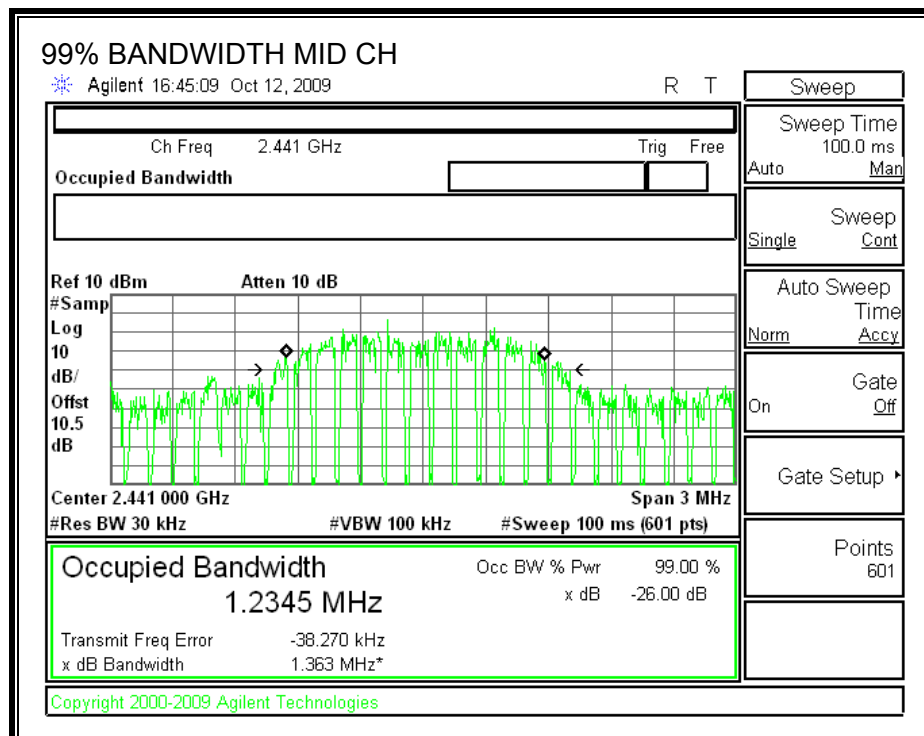 99% BANDWIDTH MID CH
Agilent 16:45:09 Oct 12, 2009 R T
Ch Freq 2.441 GHz Trig Free
Occupied Bandwidth
Ref 10 dBm Atten 10 dB
#Samp
Log
10
dB/
Offst
10.5
dB
Center 2.441 000 GHz Span 3 MHz
#Res BW 30 kHz #VBW 100 kHz #Sweep 100 ms (601 pts)
Occupied Bandwidth Occ BW % Pwr 99.00 %
1.2345 MHz x dB -26.00 dB
Transmit Freq Error -38.270 kHz
x dB Bandwidth 1.363 MHz*
Copyright 2000-2009 Agilent Technologies
Sweep
Sweep Time
100.0 ms
Auto Man
Sweep
Single Cont
Auto Sweep
Time
Norm Accy
Gate
On Off
Gate Setup
Points
601